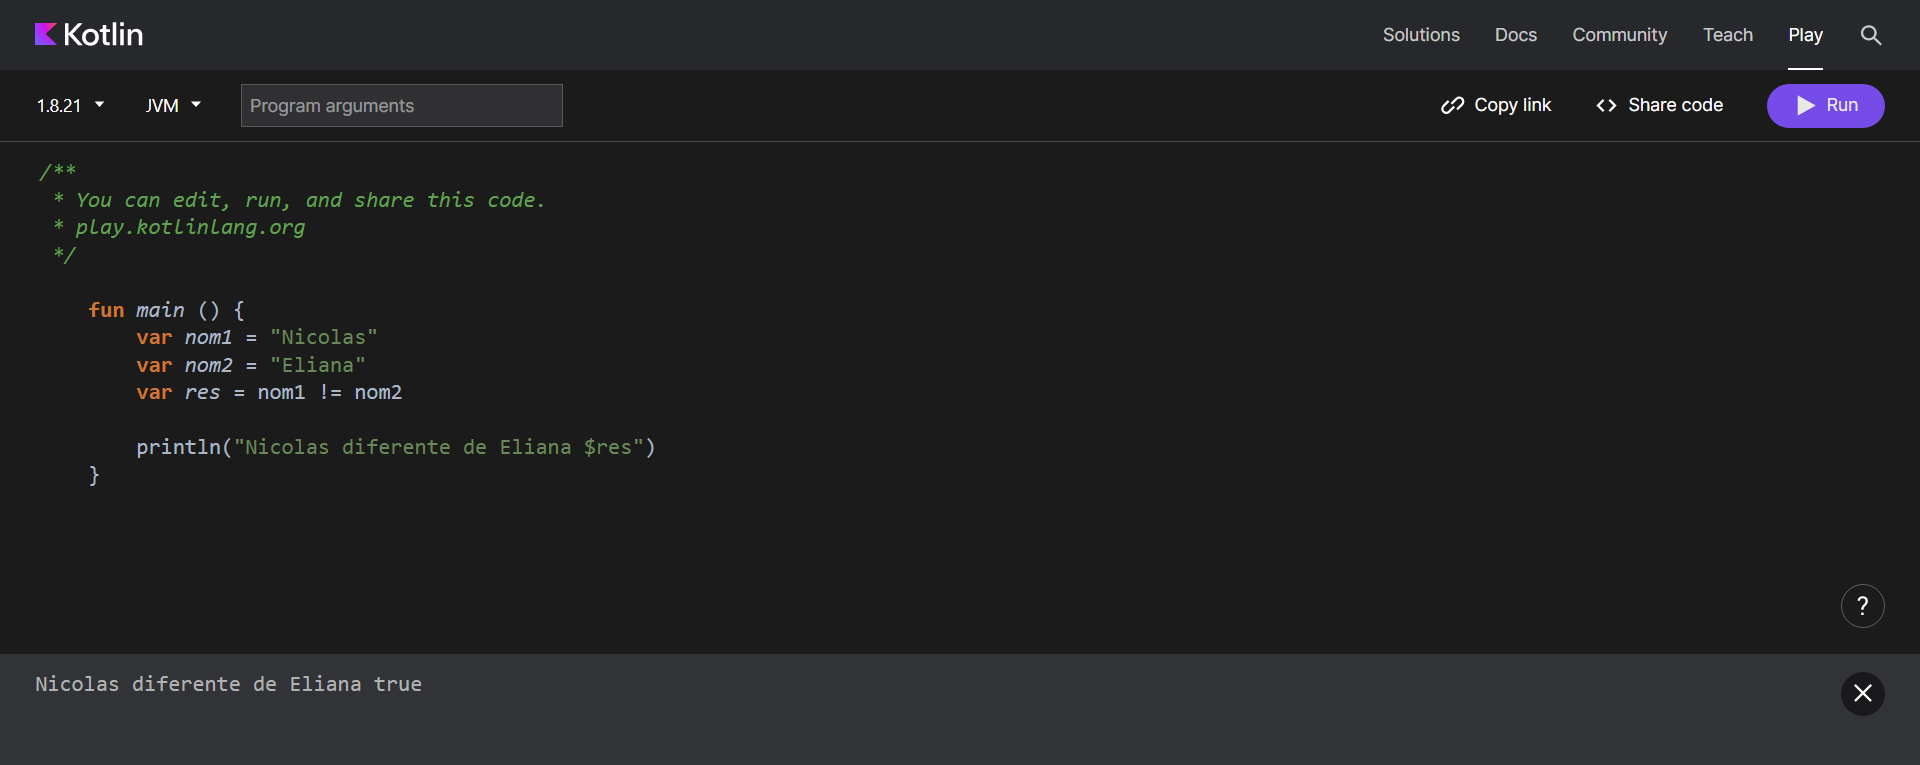 Kotlin
Solutions Docs Community Teach Play
1.8.21 JVM Program arguments Copy link <> Share code Run
/**
 * You can edit, run, and share this code.
 * play.kotlinlang.org
 */
fun main () {
    var nom1 = "Nicolas"
    var nom2 = "Eliana"
    var res = nom1 != nom2
    println("Nicolas diferente de Eliana $res")
}
?
Nicolas diferente de Eliana true